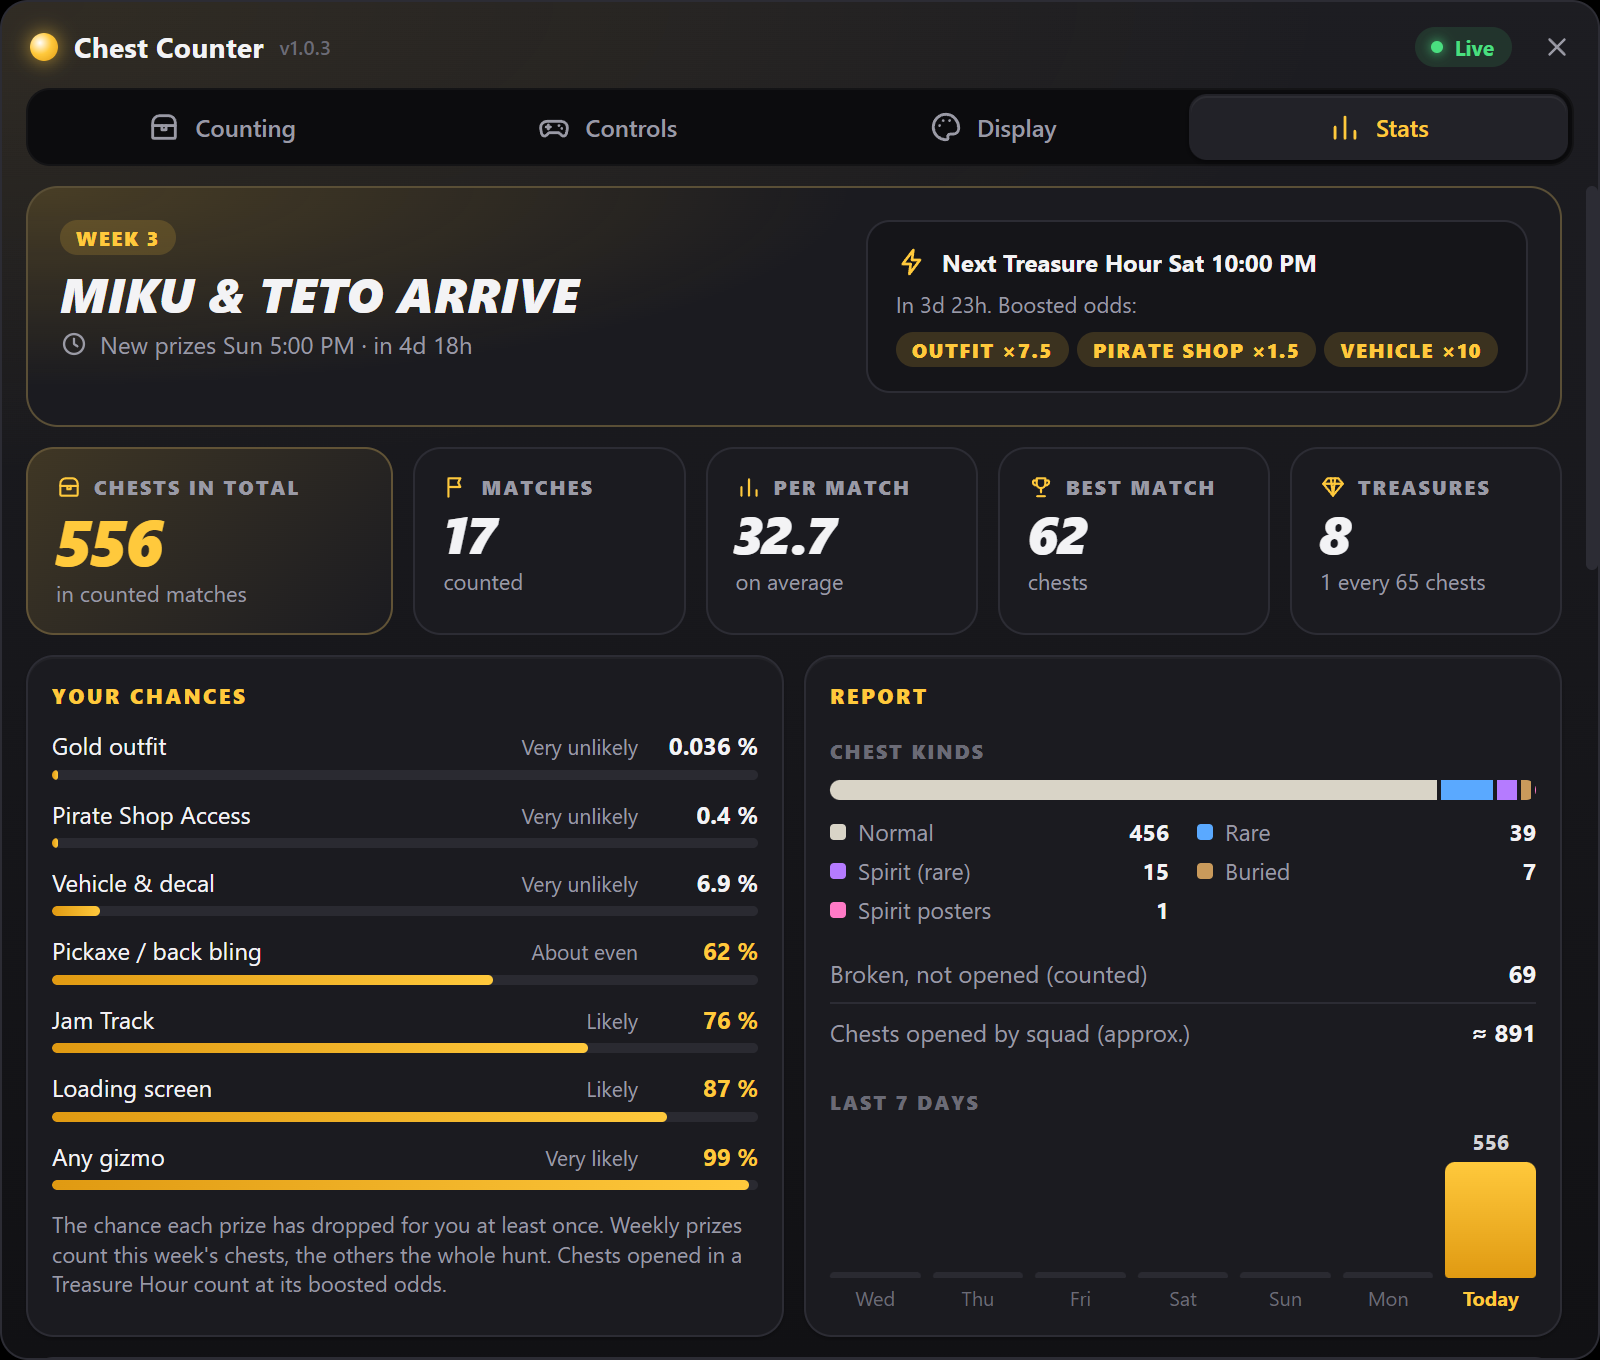 Chest Counter v1.0.3
Live
Counting
Controls
Display
Stats
WEEK 3
MIKU & TETO ARRIVE
New prizes Sun 5:00 PM · in 4d 18h
Next Treasure Hour Sat 10:00 PM
In 3d 23h. Boosted odds:
OUTFIT ×7.5 PIRATE SHOP ×1.5 VEHICLE ×10
CHESTS IN TOTAL
556
in counted matches
MATCHES
17
counted
PER MATCH
32.7
on average
BEST MATCH
62
chests
TREASURES
8
1 every 65 chests
YOUR CHANCES
Gold outfit Very unlikely 0.036 %
Pirate Shop Access Very unlikely 0.4 %
Vehicle & decal Very unlikely 6.9 %
Pickaxe / back bling About even 62 %
Jam Track Likely 76 %
Loading screen Likely 87 %
Any gizmo Very likely 99 %
The chance each prize has dropped for you at least once. Weekly prizes
count this week's chests, the others the whole hunt. Chests opened in a
Treasure Hour count at its boosted odds.
REPORT
CHEST KINDS
Normal 456 Rare 39
Spirit (rare) 15 Buried 7
Spirit posters 1
Broken, not opened (counted) 69
Chests opened by squad (approx.) ≈ 891
LAST 7 DAYS
556
Wed Thu Fri Sat Sun Mon Today